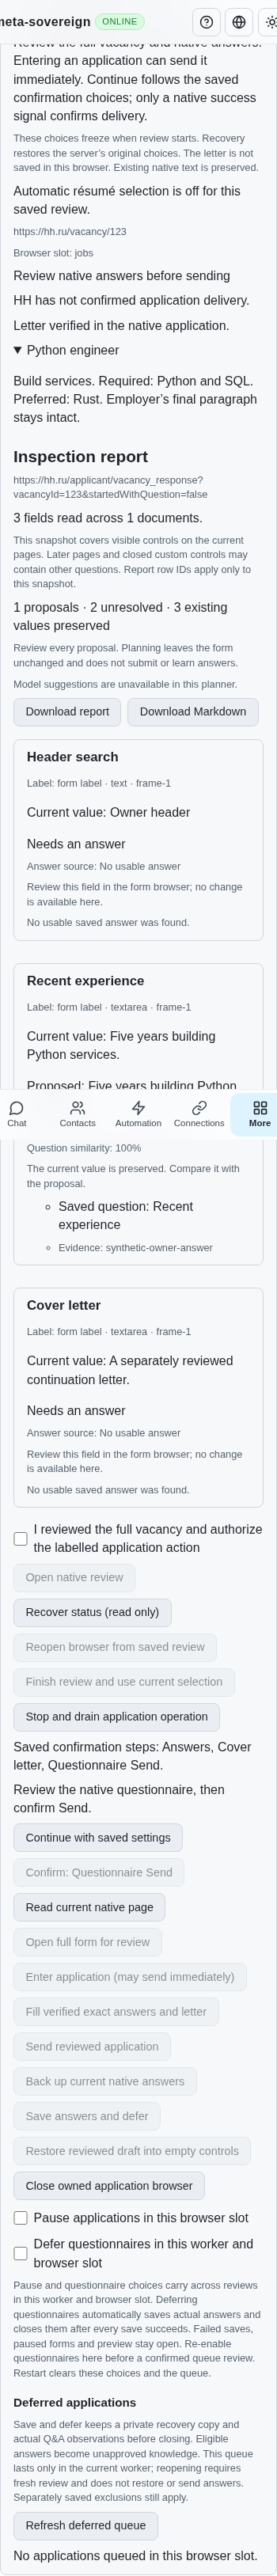 meta-sovereign ONLINE
Review the full vacancy and native answers.
Entering an application can send it
immediately. Continue follows the saved
confirmation choices; only a native success
signal confirms delivery.
These choices freeze when review starts. Recovery
restores the server's original choices. The letter is not
saved in this browser. Existing native text is preserved.
Automatic résumé selection is off for this
saved review.
https://hh.ru/vacancy/123
Browser slot: jobs
Review native answers before sending
HH has not confirmed application delivery.
Letter verified in the native application.
▼ Python engineer
Build services. Required: Python and SQL.
Preferred: Rust. Employer's final paragraph
stays intact.
Inspection report
https://hh.ru/applicant/vacancy_response?
vacancyId=123&startedWithQuestion=false
3 fields read across 1 documents.
This snapshot covers visible controls on the current
pages. Later pages and closed custom controls may
contain other questions. Report row IDs apply only to
this snapshot.
1 proposals · 2 unresolved · 3 existing
values preserved
Review every proposal. Planning leaves the form
unchanged and does not submit or learn answers.
Model suggestions are unavailable in this planner.
Download report Download Markdown
Header search
Label: form label · text · frame-1
Current value: Owner header
Needs an answer
Answer source: No usable answer
Review this field in the form browser; no change
is available here.
No usable saved answer was found.
Recent experience
Label: form label · textarea · frame-1
Current value: Five years building
Python services.
Proposed: Five years building Python
Chat Contacts Automation Connections More
Question similarity: 100%
The current value is preserved. Compare it with
the proposal.
Saved question: Recent
experience
Evidence: synthetic-owner-answer
Cover letter
Label: form label · textarea · frame-1
Current value: A separately reviewed
continuation letter.
Needs an answer
Answer source: No usable answer
Review this field in the form browser; no change
is available here.
No usable saved answer was found.
I reviewed the full vacancy and authorize
the labelled application action
Open native review
Recover status (read only)
Reopen browser from saved review
Finish review and use current selection
Stop and drain application operation
Saved confirmation steps: Answers, Cover
letter, Questionnaire Send.
Review the native questionnaire, then
confirm Send.
Continue with saved settings
Confirm: Questionnaire Send
Read current native page
Open full form for review
Enter application (may send immediately)
Fill verified exact answers and letter
Send reviewed application
Back up current native answers
Save answers and defer
Restore reviewed draft into empty controls
Close owned application browser
Pause applications in this browser slot
Defer questionnaires in this worker and
browser slot
Pause and questionnaire choices carry across reviews
in this worker and browser slot. Deferring
questionnaires automatically saves actual answers and
closes them after every save succeeds. Failed saves,
paused forms and preview stay open. Re-enable
questionnaires here before a confirmed queue review.
Restart clears these choices and the queue.
Deferred applications
Save and defer keeps a private recovery copy and
actual Q&A observations before closing. Eligible
answers become unapproved knowledge. This queue
lasts only in the current worker; reopening requires
fresh review and does not restore or send answers.
Separately saved exclusions still apply.
Refresh deferred queue
No applications queued in this browser slot.